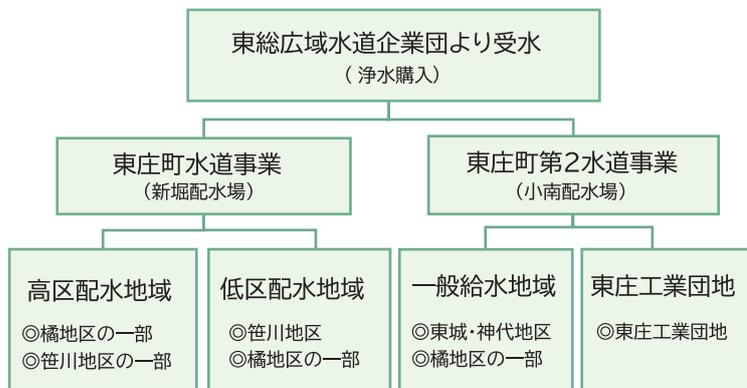 東総広域水道企業団より受水
（ 浄水購入）
東庄町水道事業
（新堀配水場）
東庄町第2水道事業
（小南配水場）
高区配水地域
◎橘地区の一部
◎笹川地区の一部
低区配水地域
◎笹川地区
◎橘地区の一部
一般給水地域
◎東城・神代地区
◎橘地区の一部
東庄工業団地
◎東庄工業団地